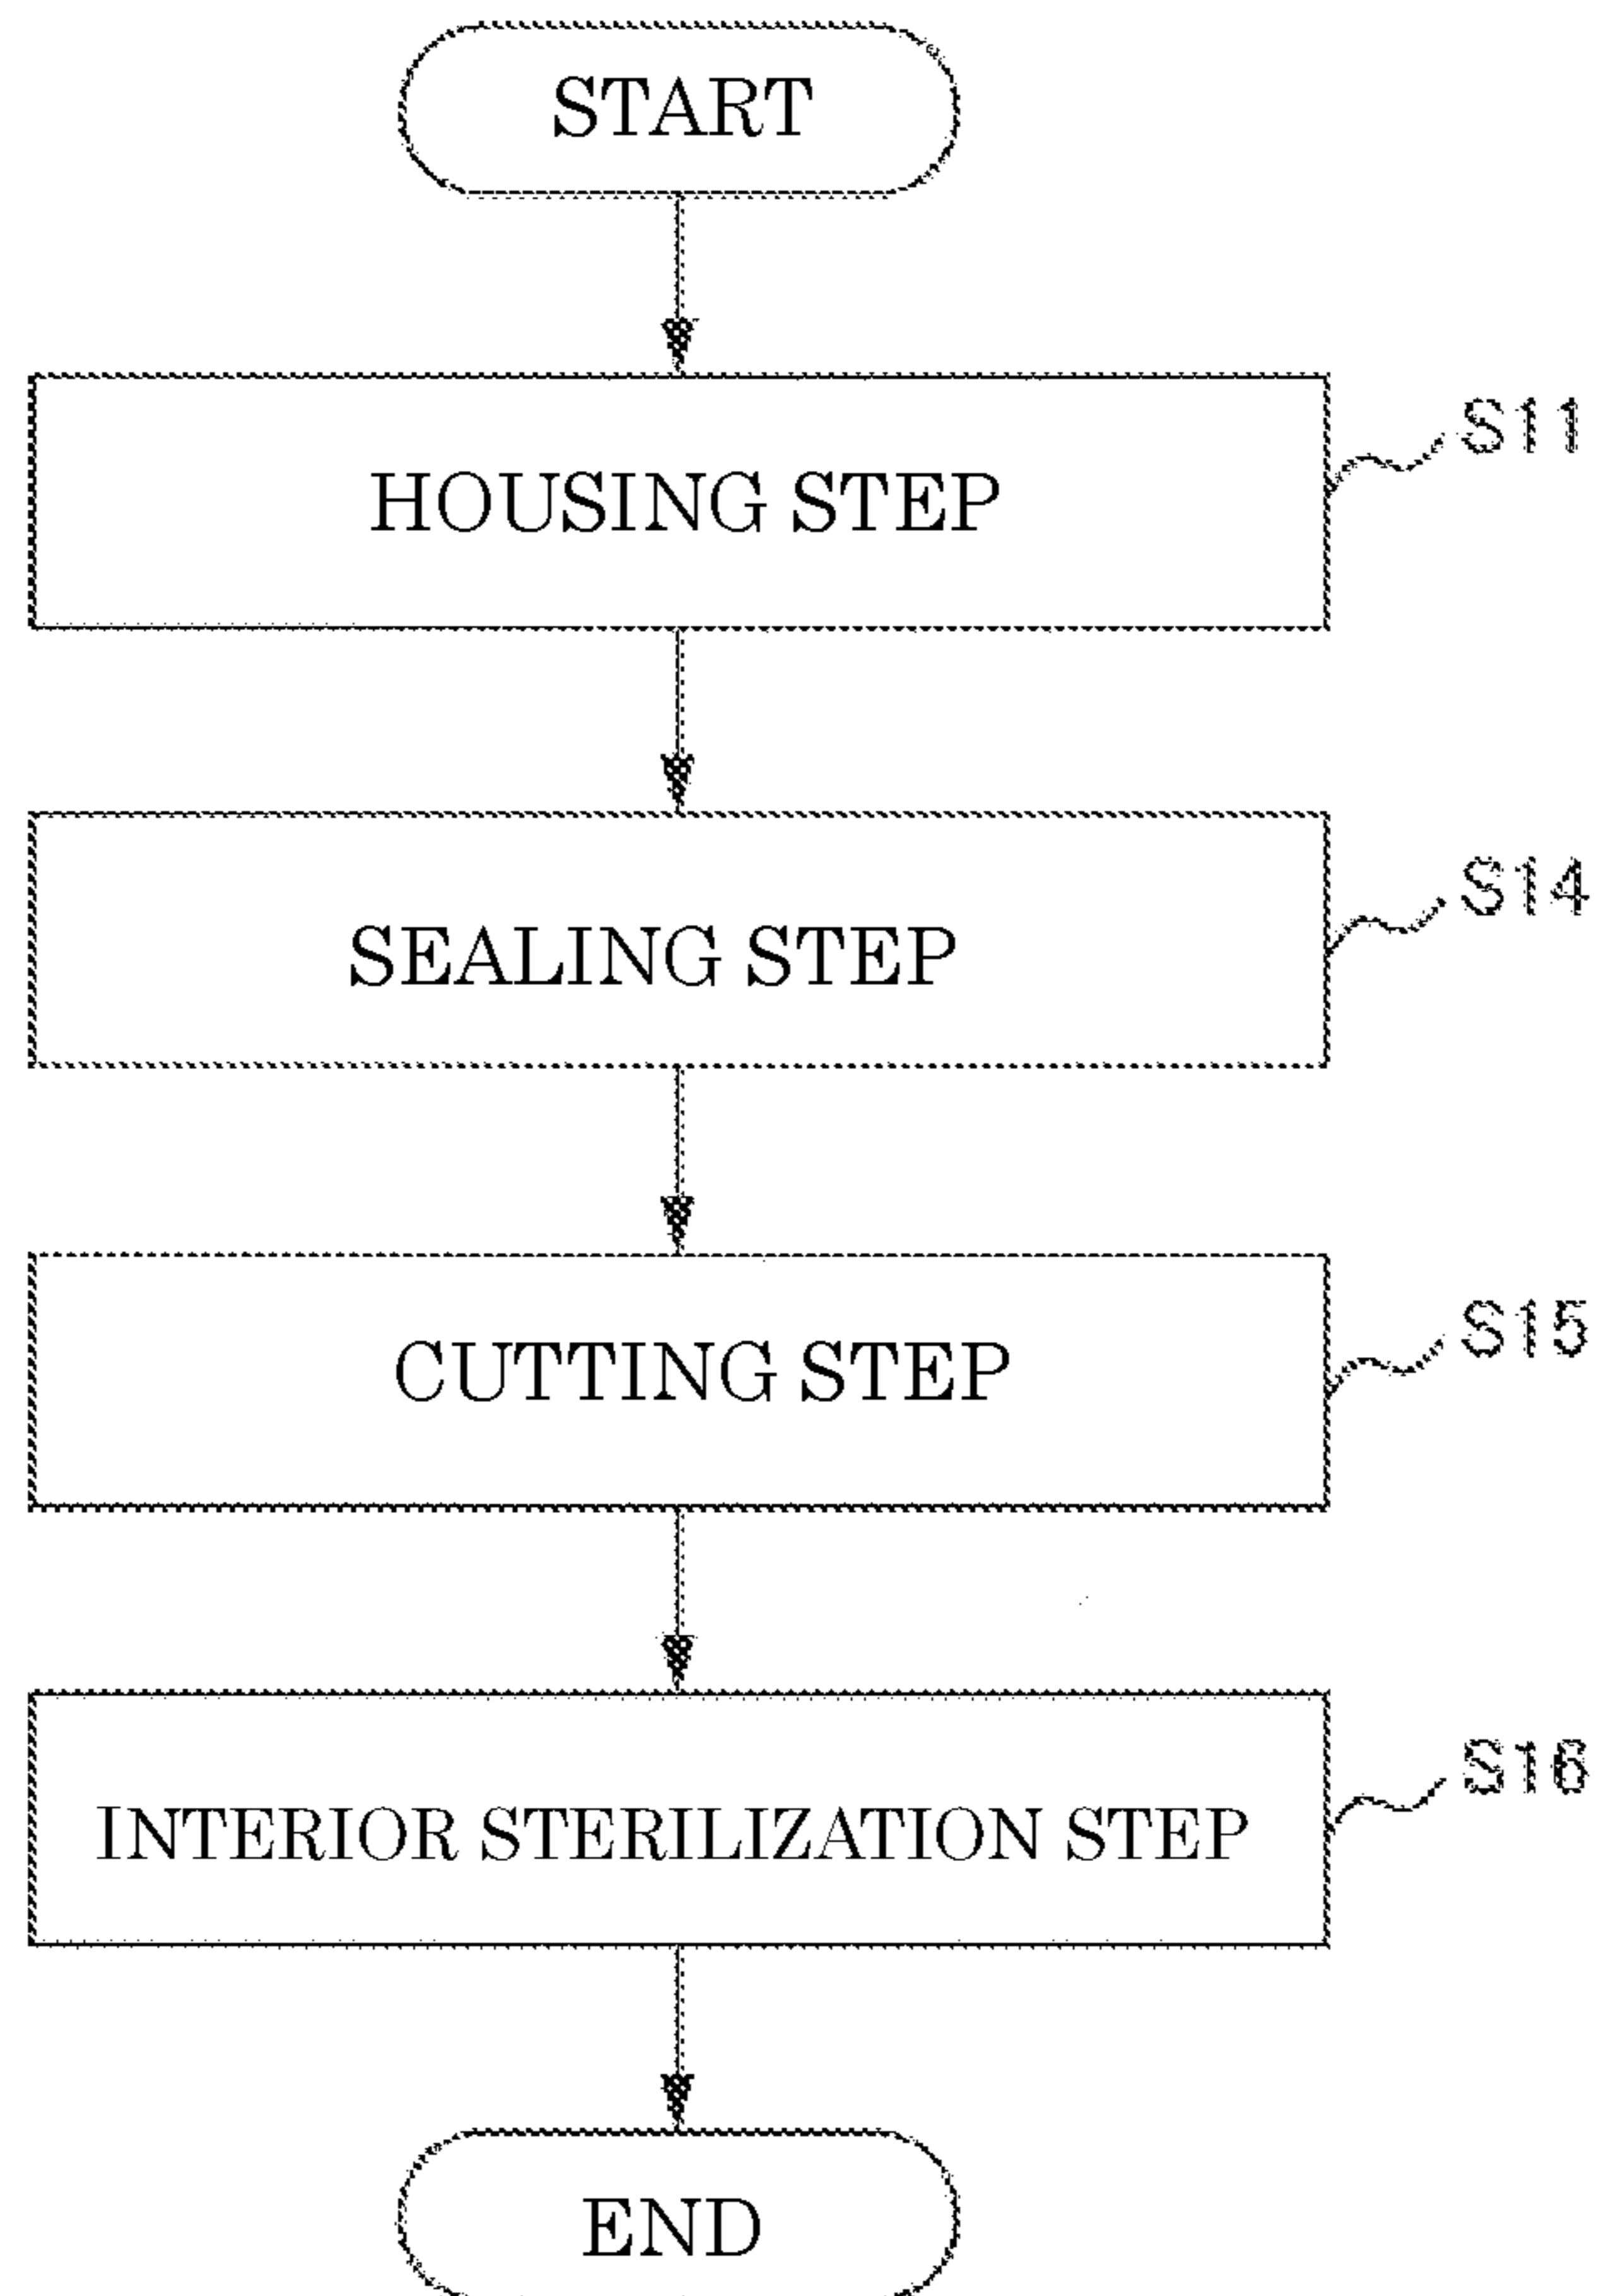 START
HOUSING STEP
S11
SEALING STEP
S14
CUTTING STEP
S15
INTERIOR STERILIZATION STEP
S16
END